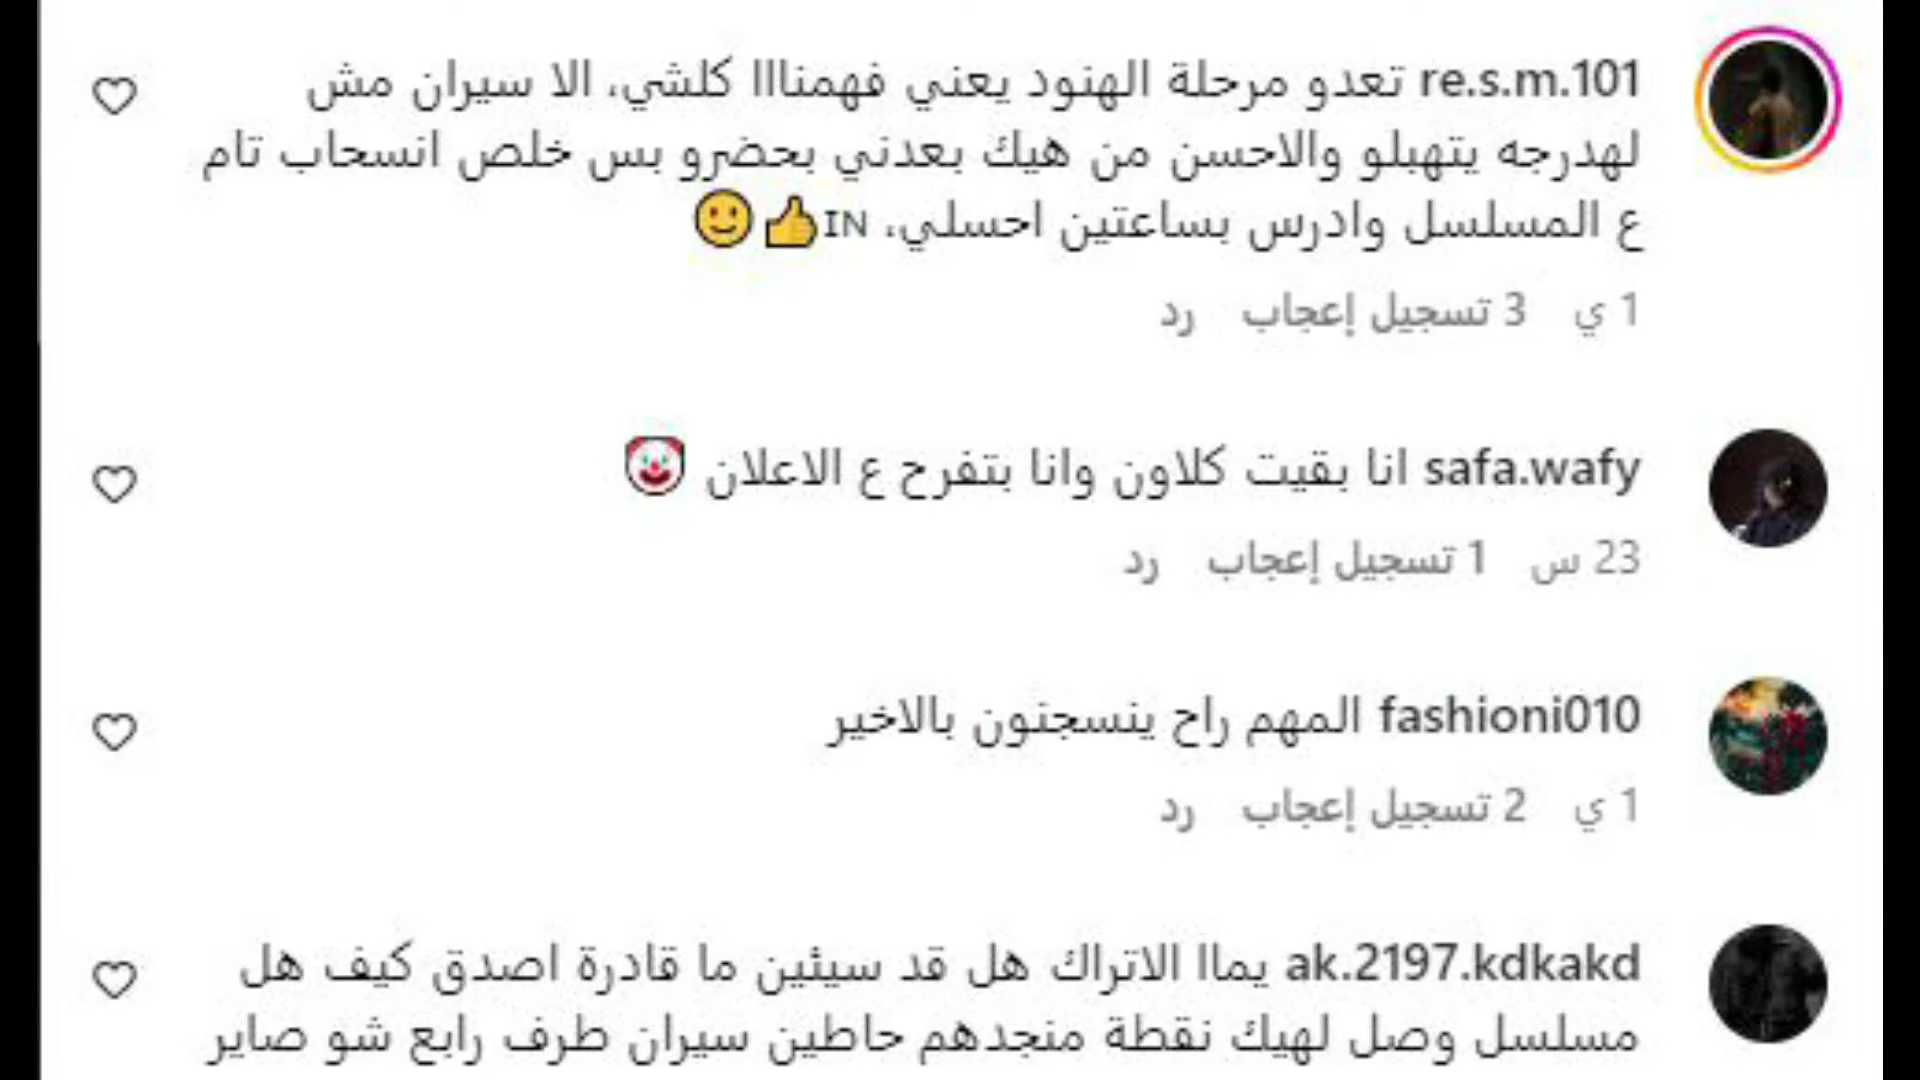 re.s.m.101 تعدو مرحلة الهنود يعني فهمنااا كلشي، الا سيران مش
لهدرجه يتهبلو والاحسن من هيك بعدني بحضرو بس خلص انسحاب تام
ع المسلسل وادرس بساعتين احسلي، IN👍🙂
1 ي 3 تسجيل إعجاب رد
safa.wafy انا بقيت كلاون وانا بتفرح ع الاعلان 🤡
23 س 1 تسجيل إعجاب رد
fashioni010 المهم راح ينسجنون بالاخير
1 ي 2 تسجيل إعجاب رد
ak.2197.kdkakd يماا الاتراك هل قد سيئين ما قادرة اصدق كيف هل
مسلسل وصل لهيك نقطة منجدهم حاطين سيران طرف رابع شو صاير